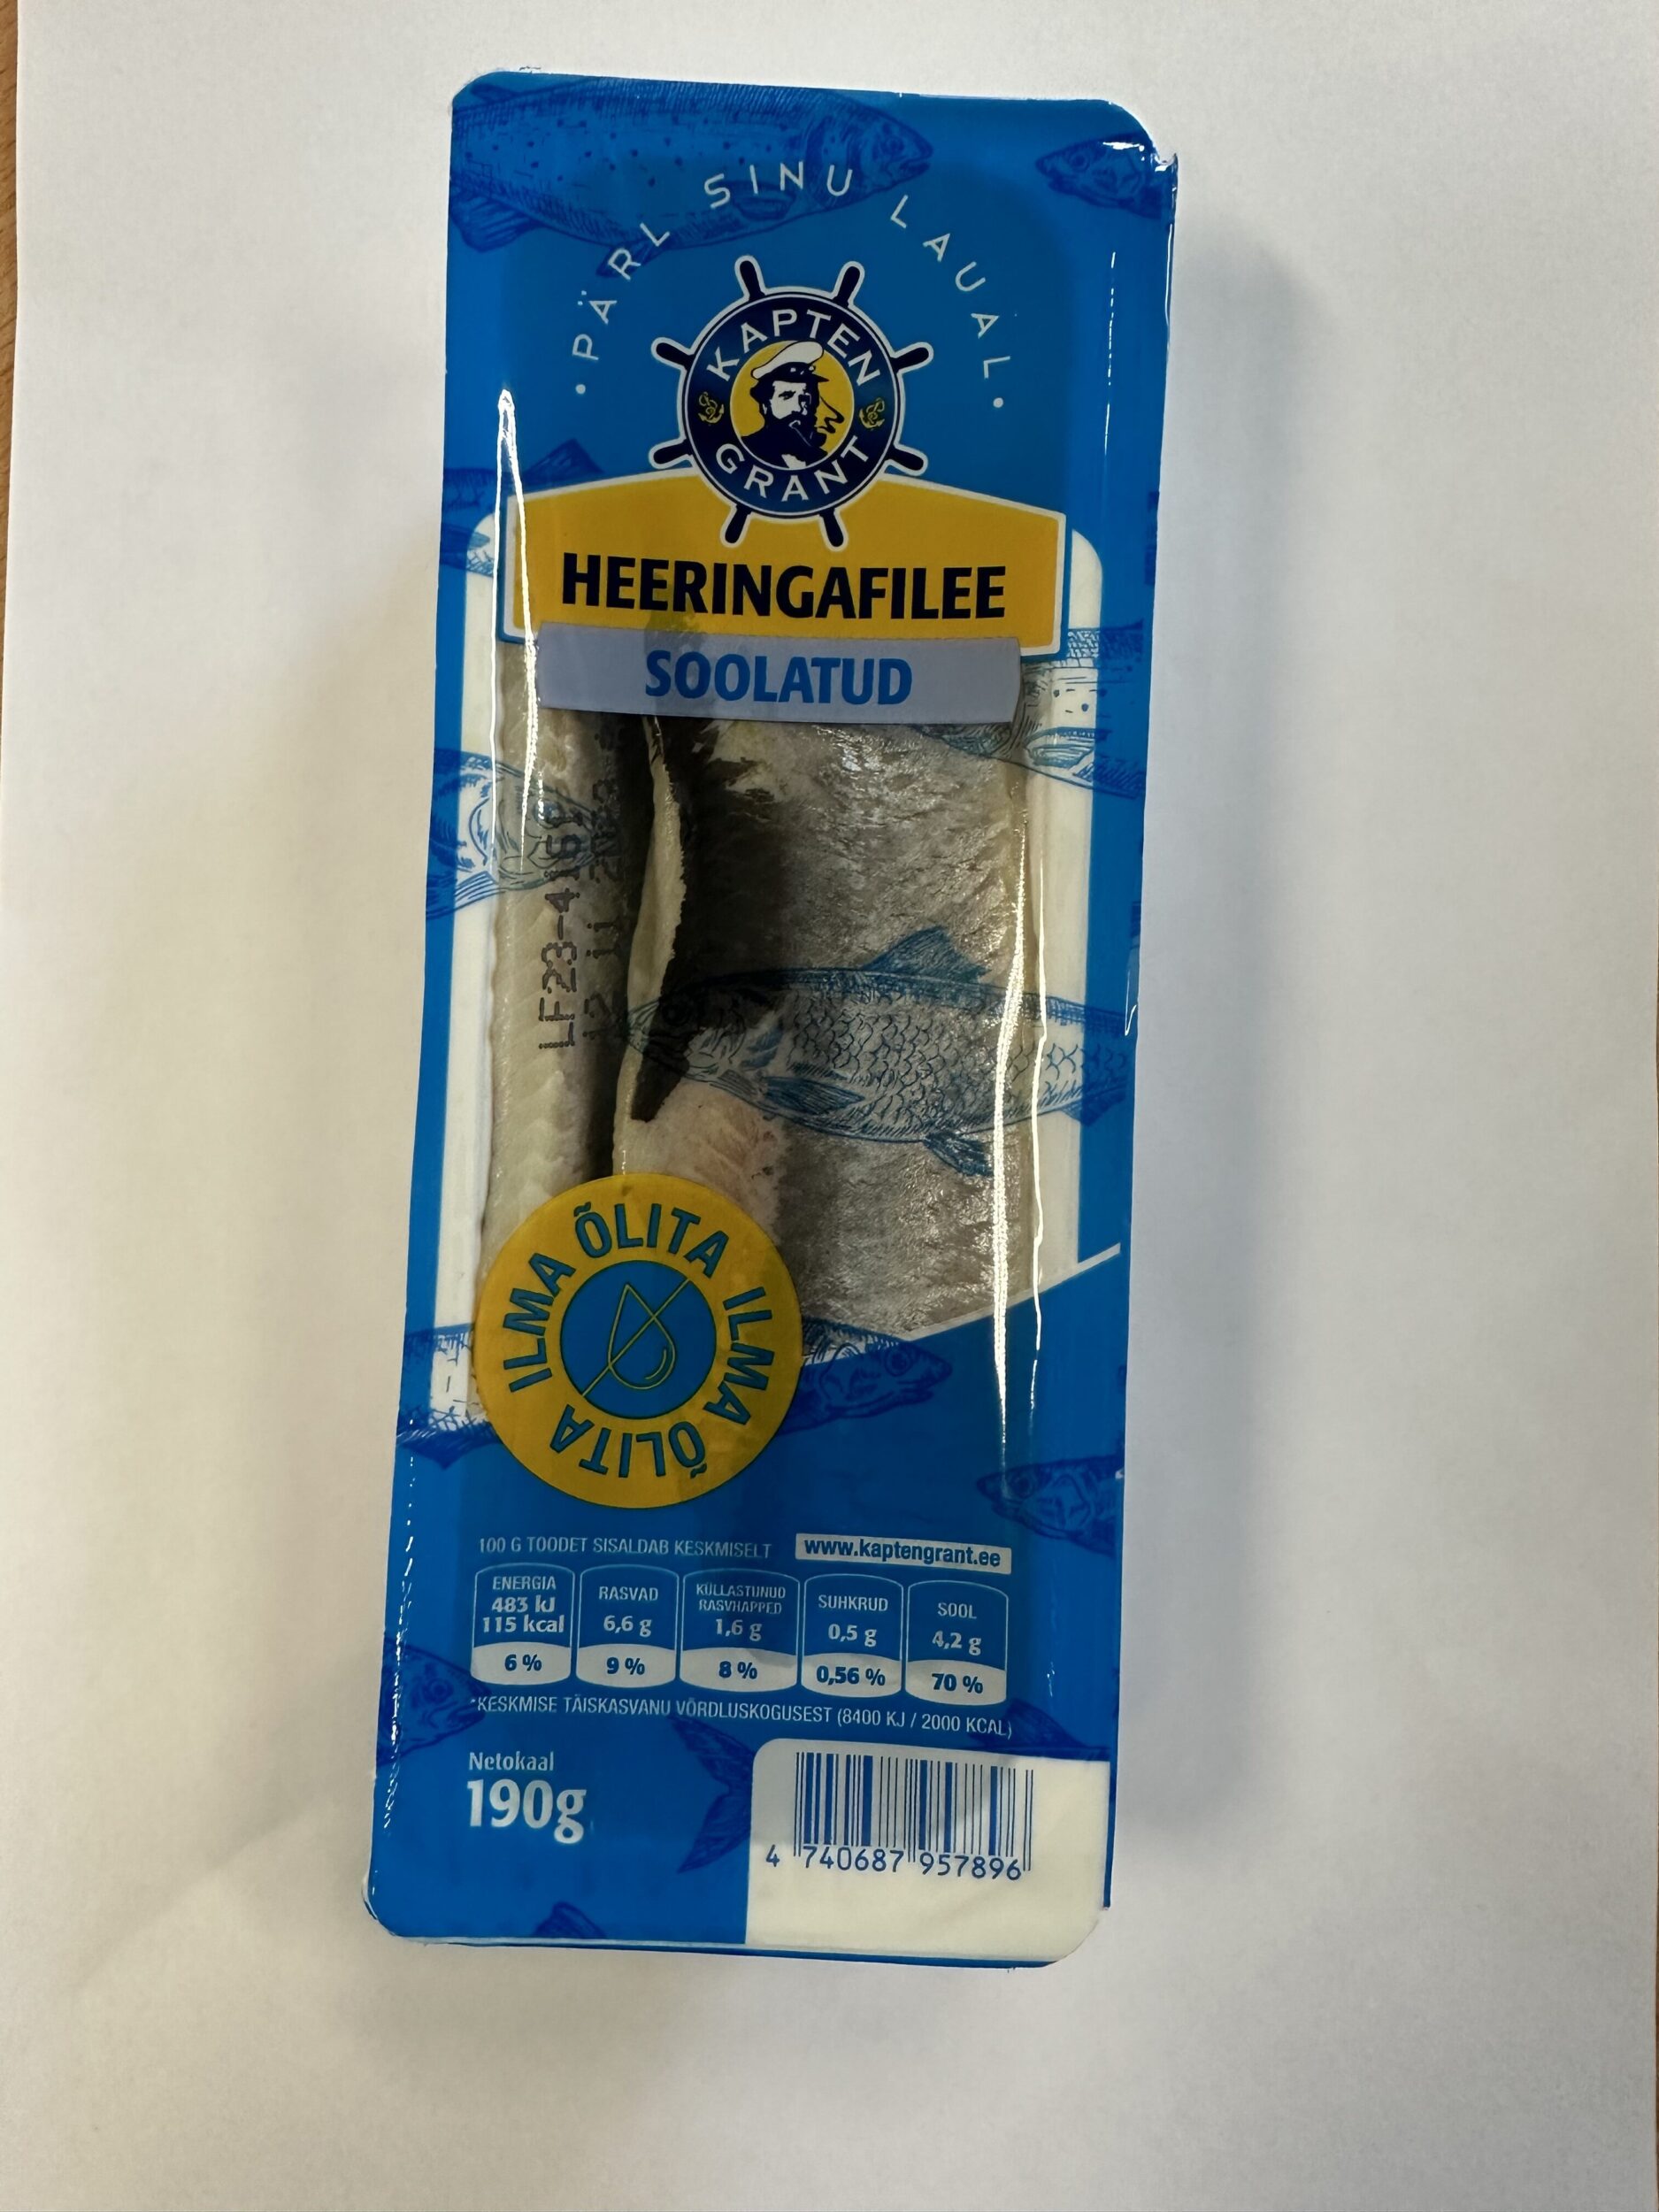 PÄRL SINU LAUAL
KAPTEN
GRANT
HEERINGAFILEE
SOOLATUD
ILMA ÕLITA ILMA ÕLITA
100 G TOODET SISALDAB KESKMISELT
www.kaptengrant.ee
ENERGIA
483 kJ
115 kcal
6 %
RASVAD
6,6 g
9 %
KÜLLASTUNUD
RASVHAPPED
1,6 g
8 %
SUHKRUD
0,5 g
0,56 %
SOOL
4,2 g
70 %
*KESKMISE TÄISKASVANU VÕRDLUSKOGUSEST (8400 KJ / 2000 KCAL)
Netokaal
190g
4 740687 957896